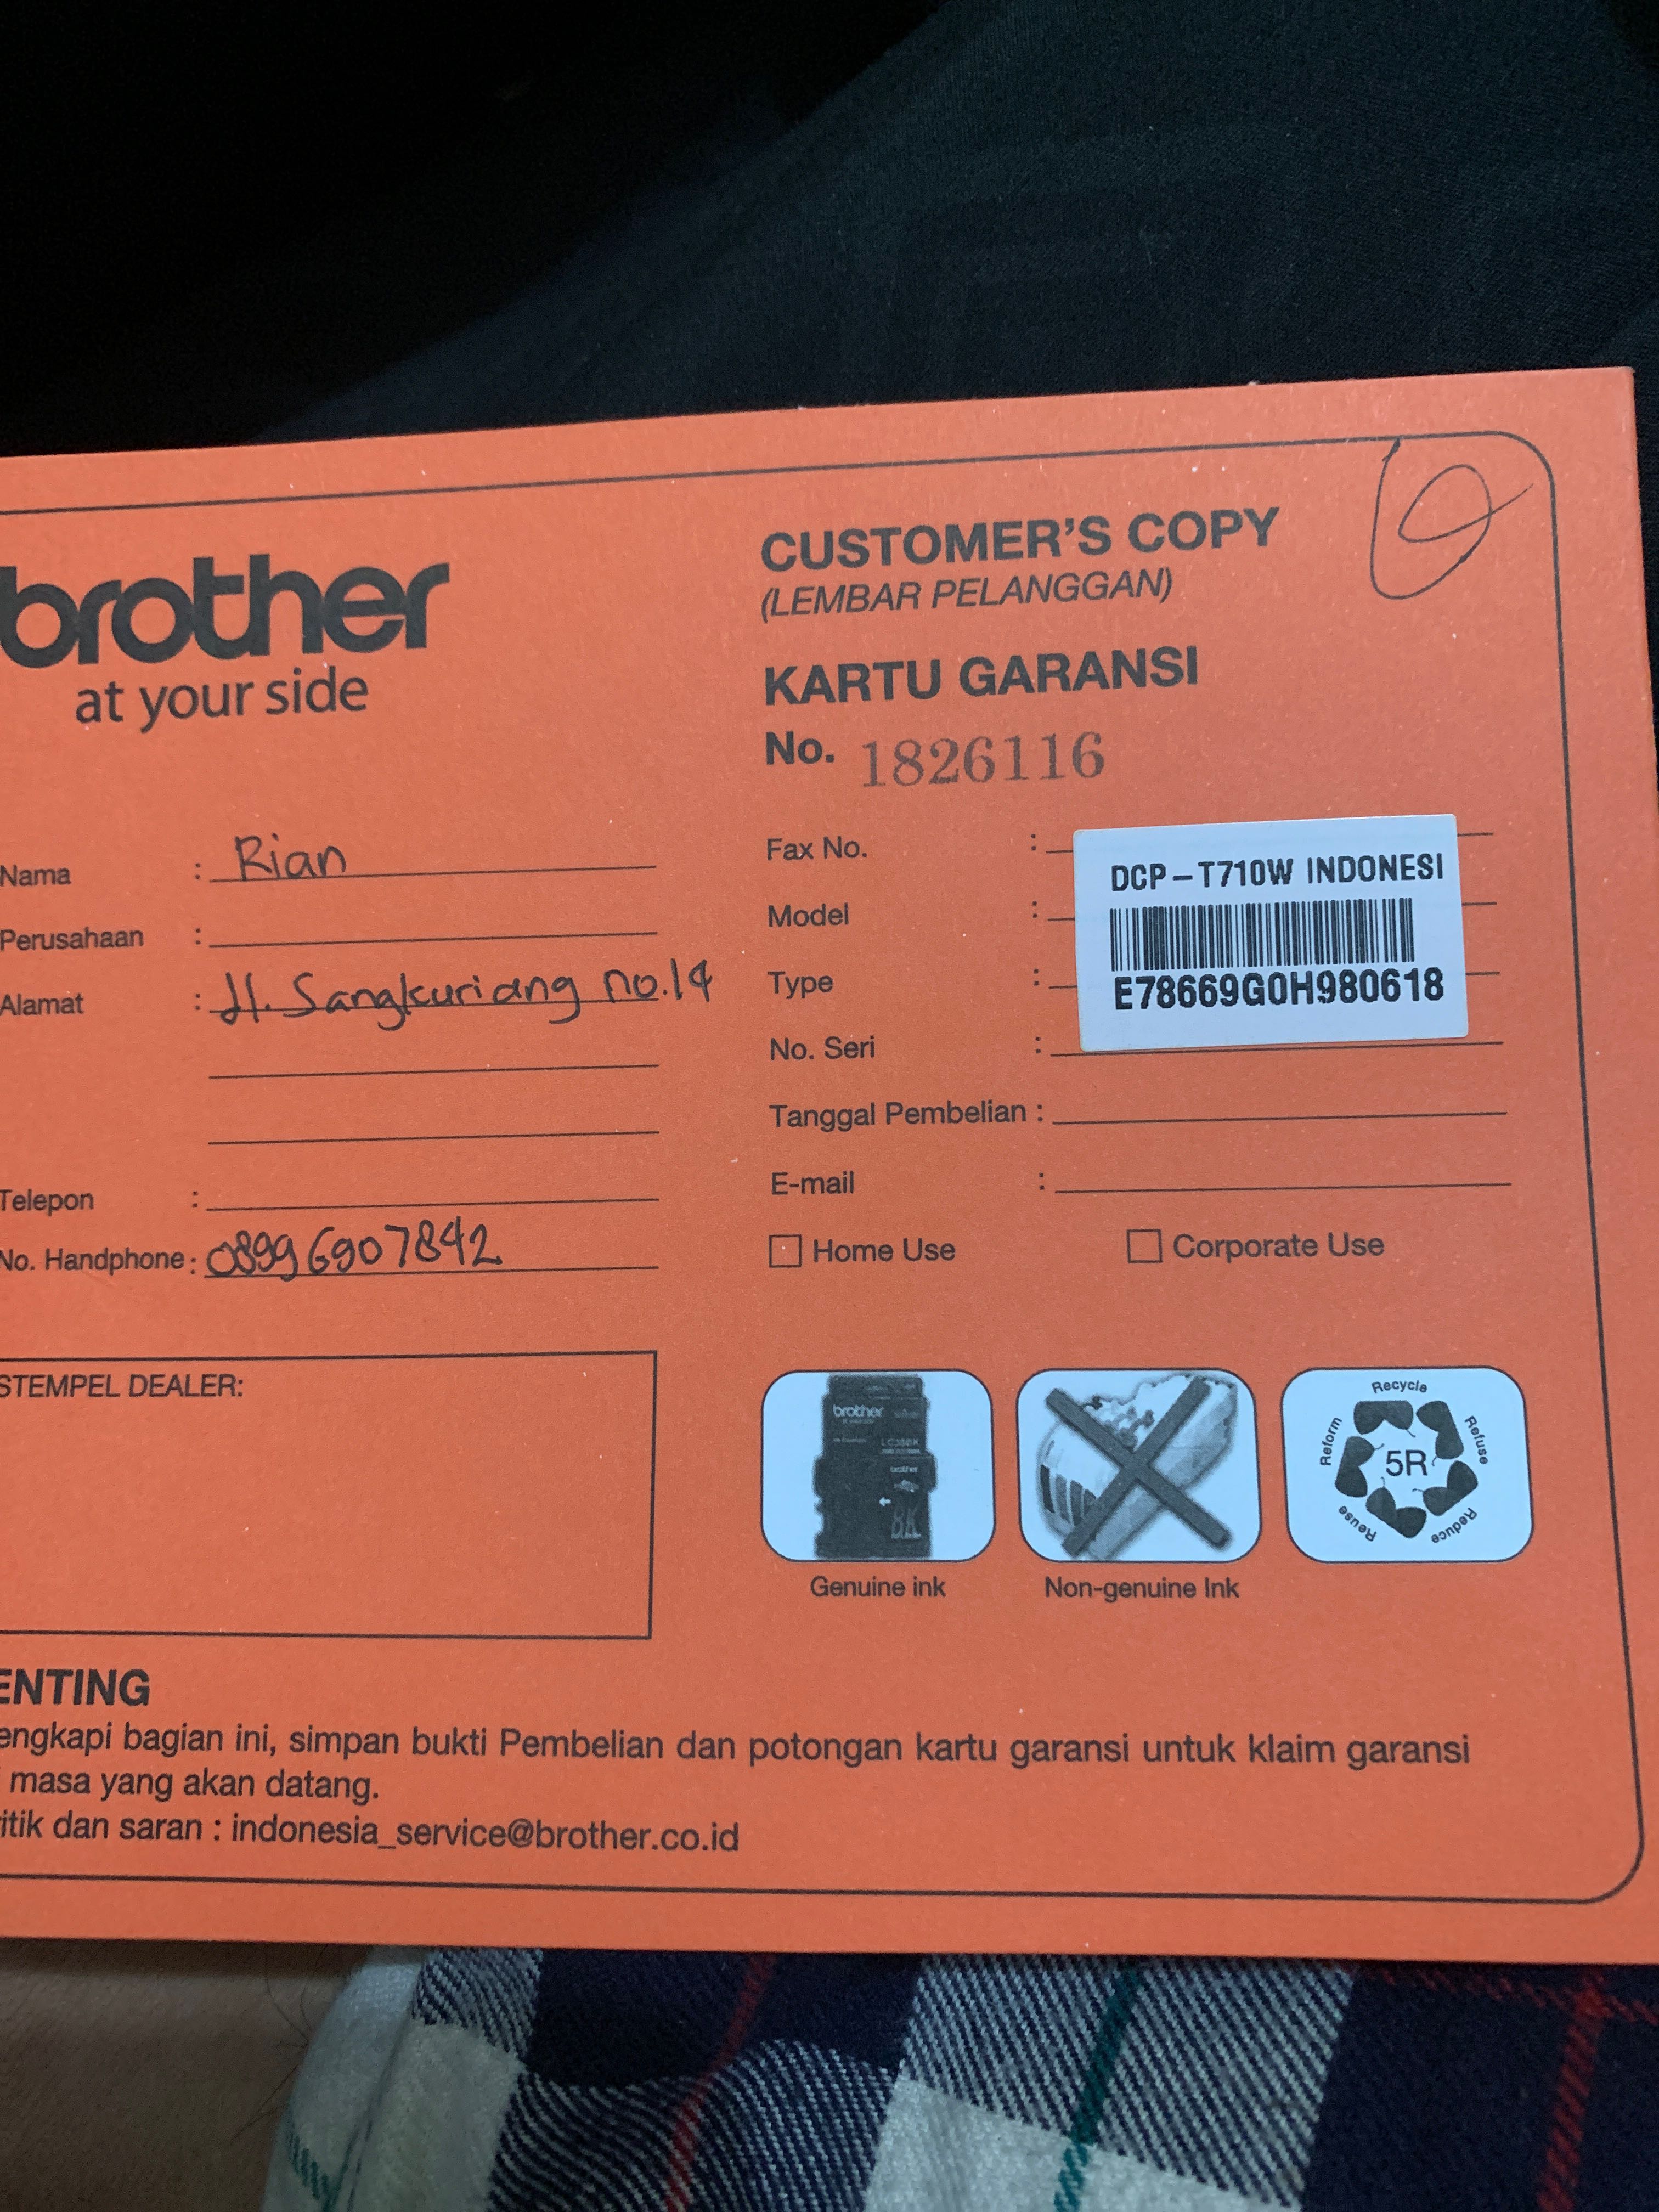 brother
at your side
CUSTOMER'S COPY
(LEMBAR PELANGGAN)
KARTU GARANSI
No. 1826116
Nama : Rian
Perusahaan :
Alamat : Jl. Sangkuriang no.14
Telepon :
No. Handphone : 08996907842
Fax No. :
Model :
Type :
No. Seri :
DCP-T710W INDONESI
E78669G0H980618
Tanggal Pembelian :
E-mail :
Home Use Corporate Use
STEMPEL DEALER:
brother
LC38BK
brother
BK
Genuine ink
Non-genuine Ink
Recycle
Refuse
Reduce
Reuse
Reform
5R
ENTING
engkapi bagian ini, simpan bukti Pembelian dan potongan kartu garansi untuk klaim garansi
masa yang akan datang.
itik dan saran : indonesia_service@brother.co.id